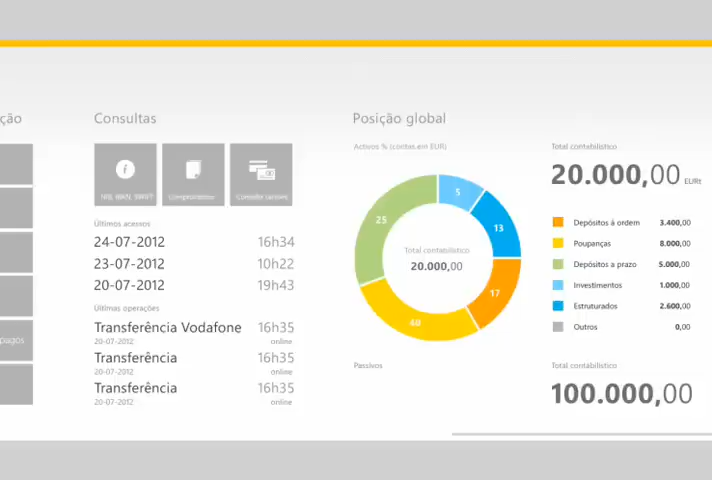 ção
pagos
Consultas
NIB, IBAN, SWIFT
Comprovativos
Consulta cartões
Últimos acessos
24-07-2012 16h34
23-07-2012 10h22
20-07-2012 19h43
Últimas operações
Transferência Vodafone 16h35
20-07-2012 online
Transferência 16h35
20-07-2012 online
Transferência 16h35
20-07-2012 online
Posição global
Activos % (contas em EUR)
5
13
17
60
25
Total contabilístico
20.000,00
Passivos
Total contabilístico
20.000,00 EURt
Depósitos à ordem 3.400,00
Poupanças 8.000,00
Depósitos a prazo 5.000,00
Investimentos 1.000,00
Estruturados 2.600,00
Outros 0,00
Total contabilístico
100.000,00